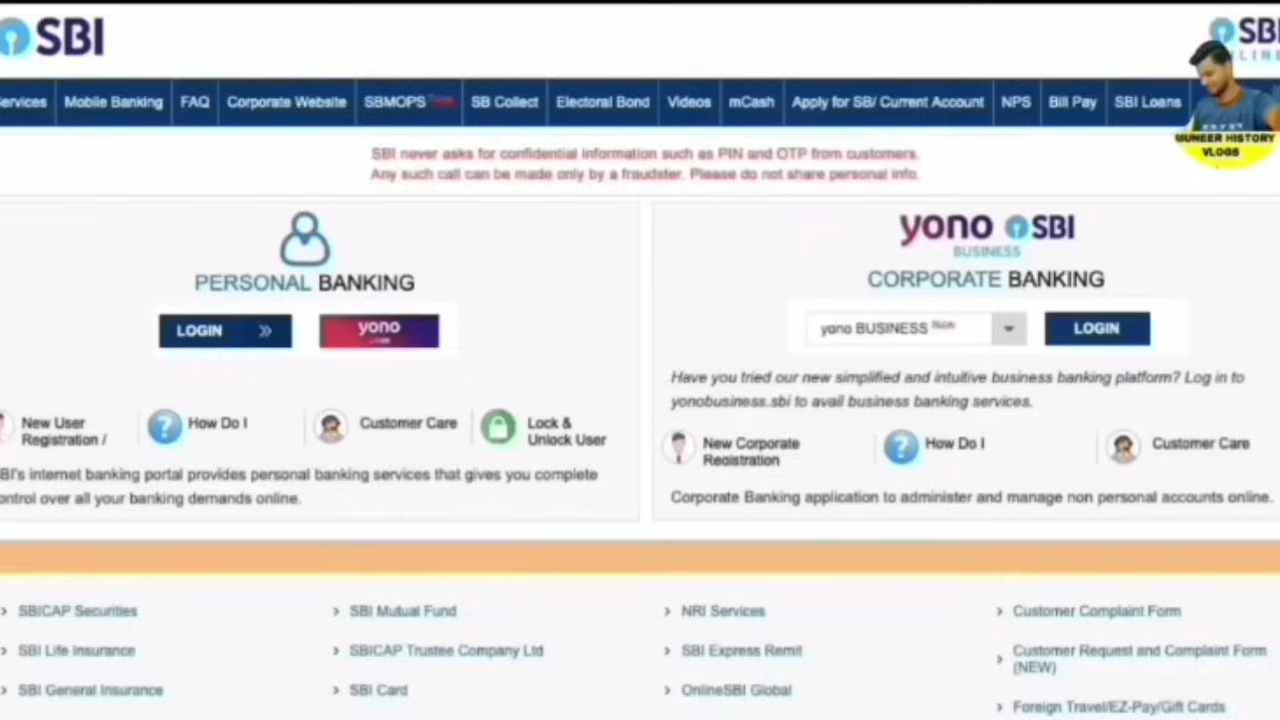 SBI
SBI
Services Mobile Banking FAQ Corporate Website SBMOPS SB Collect Electoral Bond Videos mCash Apply for SB/ Current Account NPS Bill Pay SBI Loans
MUNEER HISTORY
VLOGS
SBI never asks for confidential information such as PIN and OTP from customers.
Any such call can be made only by a fraudster. Please do not share personal info.
PERSONAL BANKING
LOGIN »
yono
New User
Registration /
How Do I
Customer Care
Lock &
Unlock User
BI's internet banking portal provides personal banking services that gives you complete
ontrol over all your banking demands online.
yono SBI
BUSINESS
CORPORATE BANKING
yono BUSINESS
LOGIN
Have you tried our new simplified and intuitive business banking platform? Log in to
yonobusiness.sbi to avail business banking services.
New Corporate
Registration
How Do I
Customer Care
Corporate Banking application to administer and manage non personal accounts online.
SBICAP Securities
SBI Life Insurance
SBI General Insurance
SBI Mutual Fund
SBICAP Trustee Company Ltd
SBI Card
NRI Services
SBI Express Remit
OnlineSBI Global
Customer Complaint Form
Customer Request and Complaint Form
(NEW)
Foreign Travel/EZ-Pay/Gift Cards